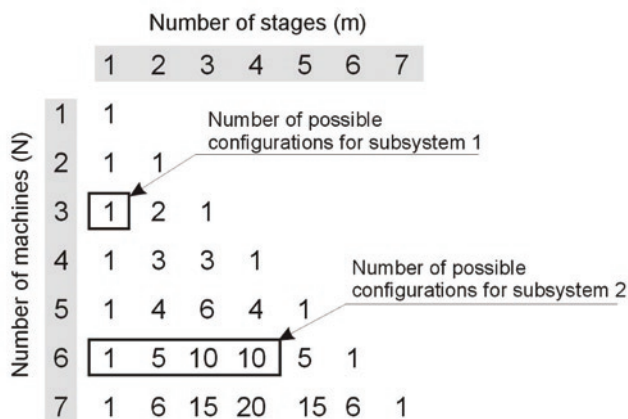 Number of stages (m)
1 2 3 4 5 6 7
Number of machines (N)
1 1
Number of possible
configurations for subsystem 1
2 1 1
3 1 2 1
4 1 3 3 1
Number of possible
configurations for subsystem 2
5 1 4 6 4 1
6 1 5 10 10 5 1
7 1 6 15 20 15 6 1